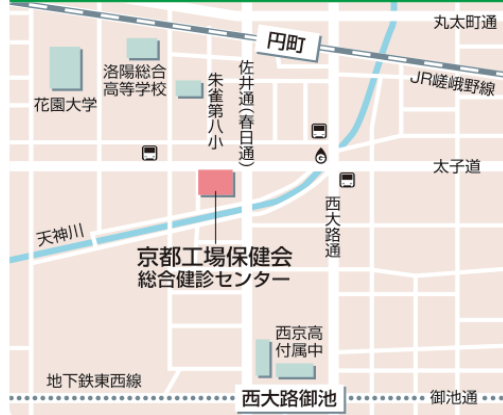 丸太町通
円町
JR嵯峨野線
洛陽総合
高等学校
花園大学
朱雀第八小
佐井通(春日通)
G
太子道
天神川
西大路通
京都工場保健会
総合健診センター
西京高
付属中
地下鉄東西線
西大路御池
御池通